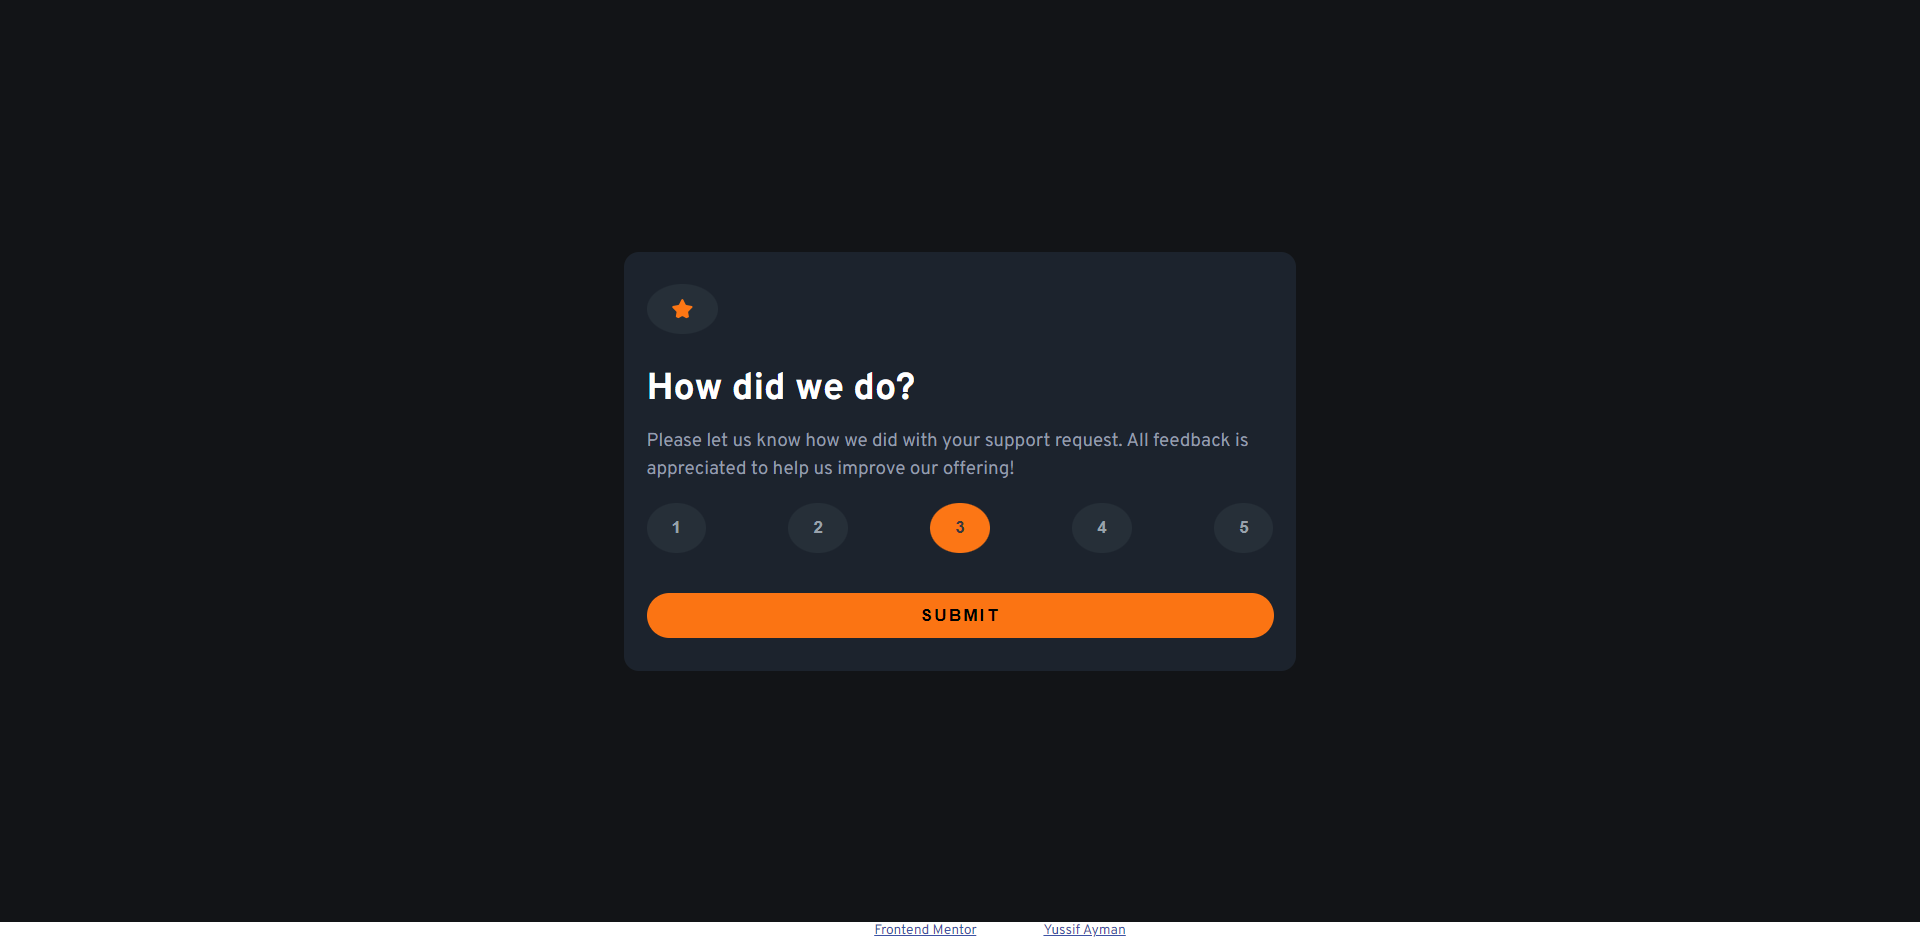 How did we do?
Please let us know how we did with your support request. All feedback is
appreciated to help us improve our offering!
1 2 3 4 5
SUBMIT
Frontend Mentor Yussif Ayman